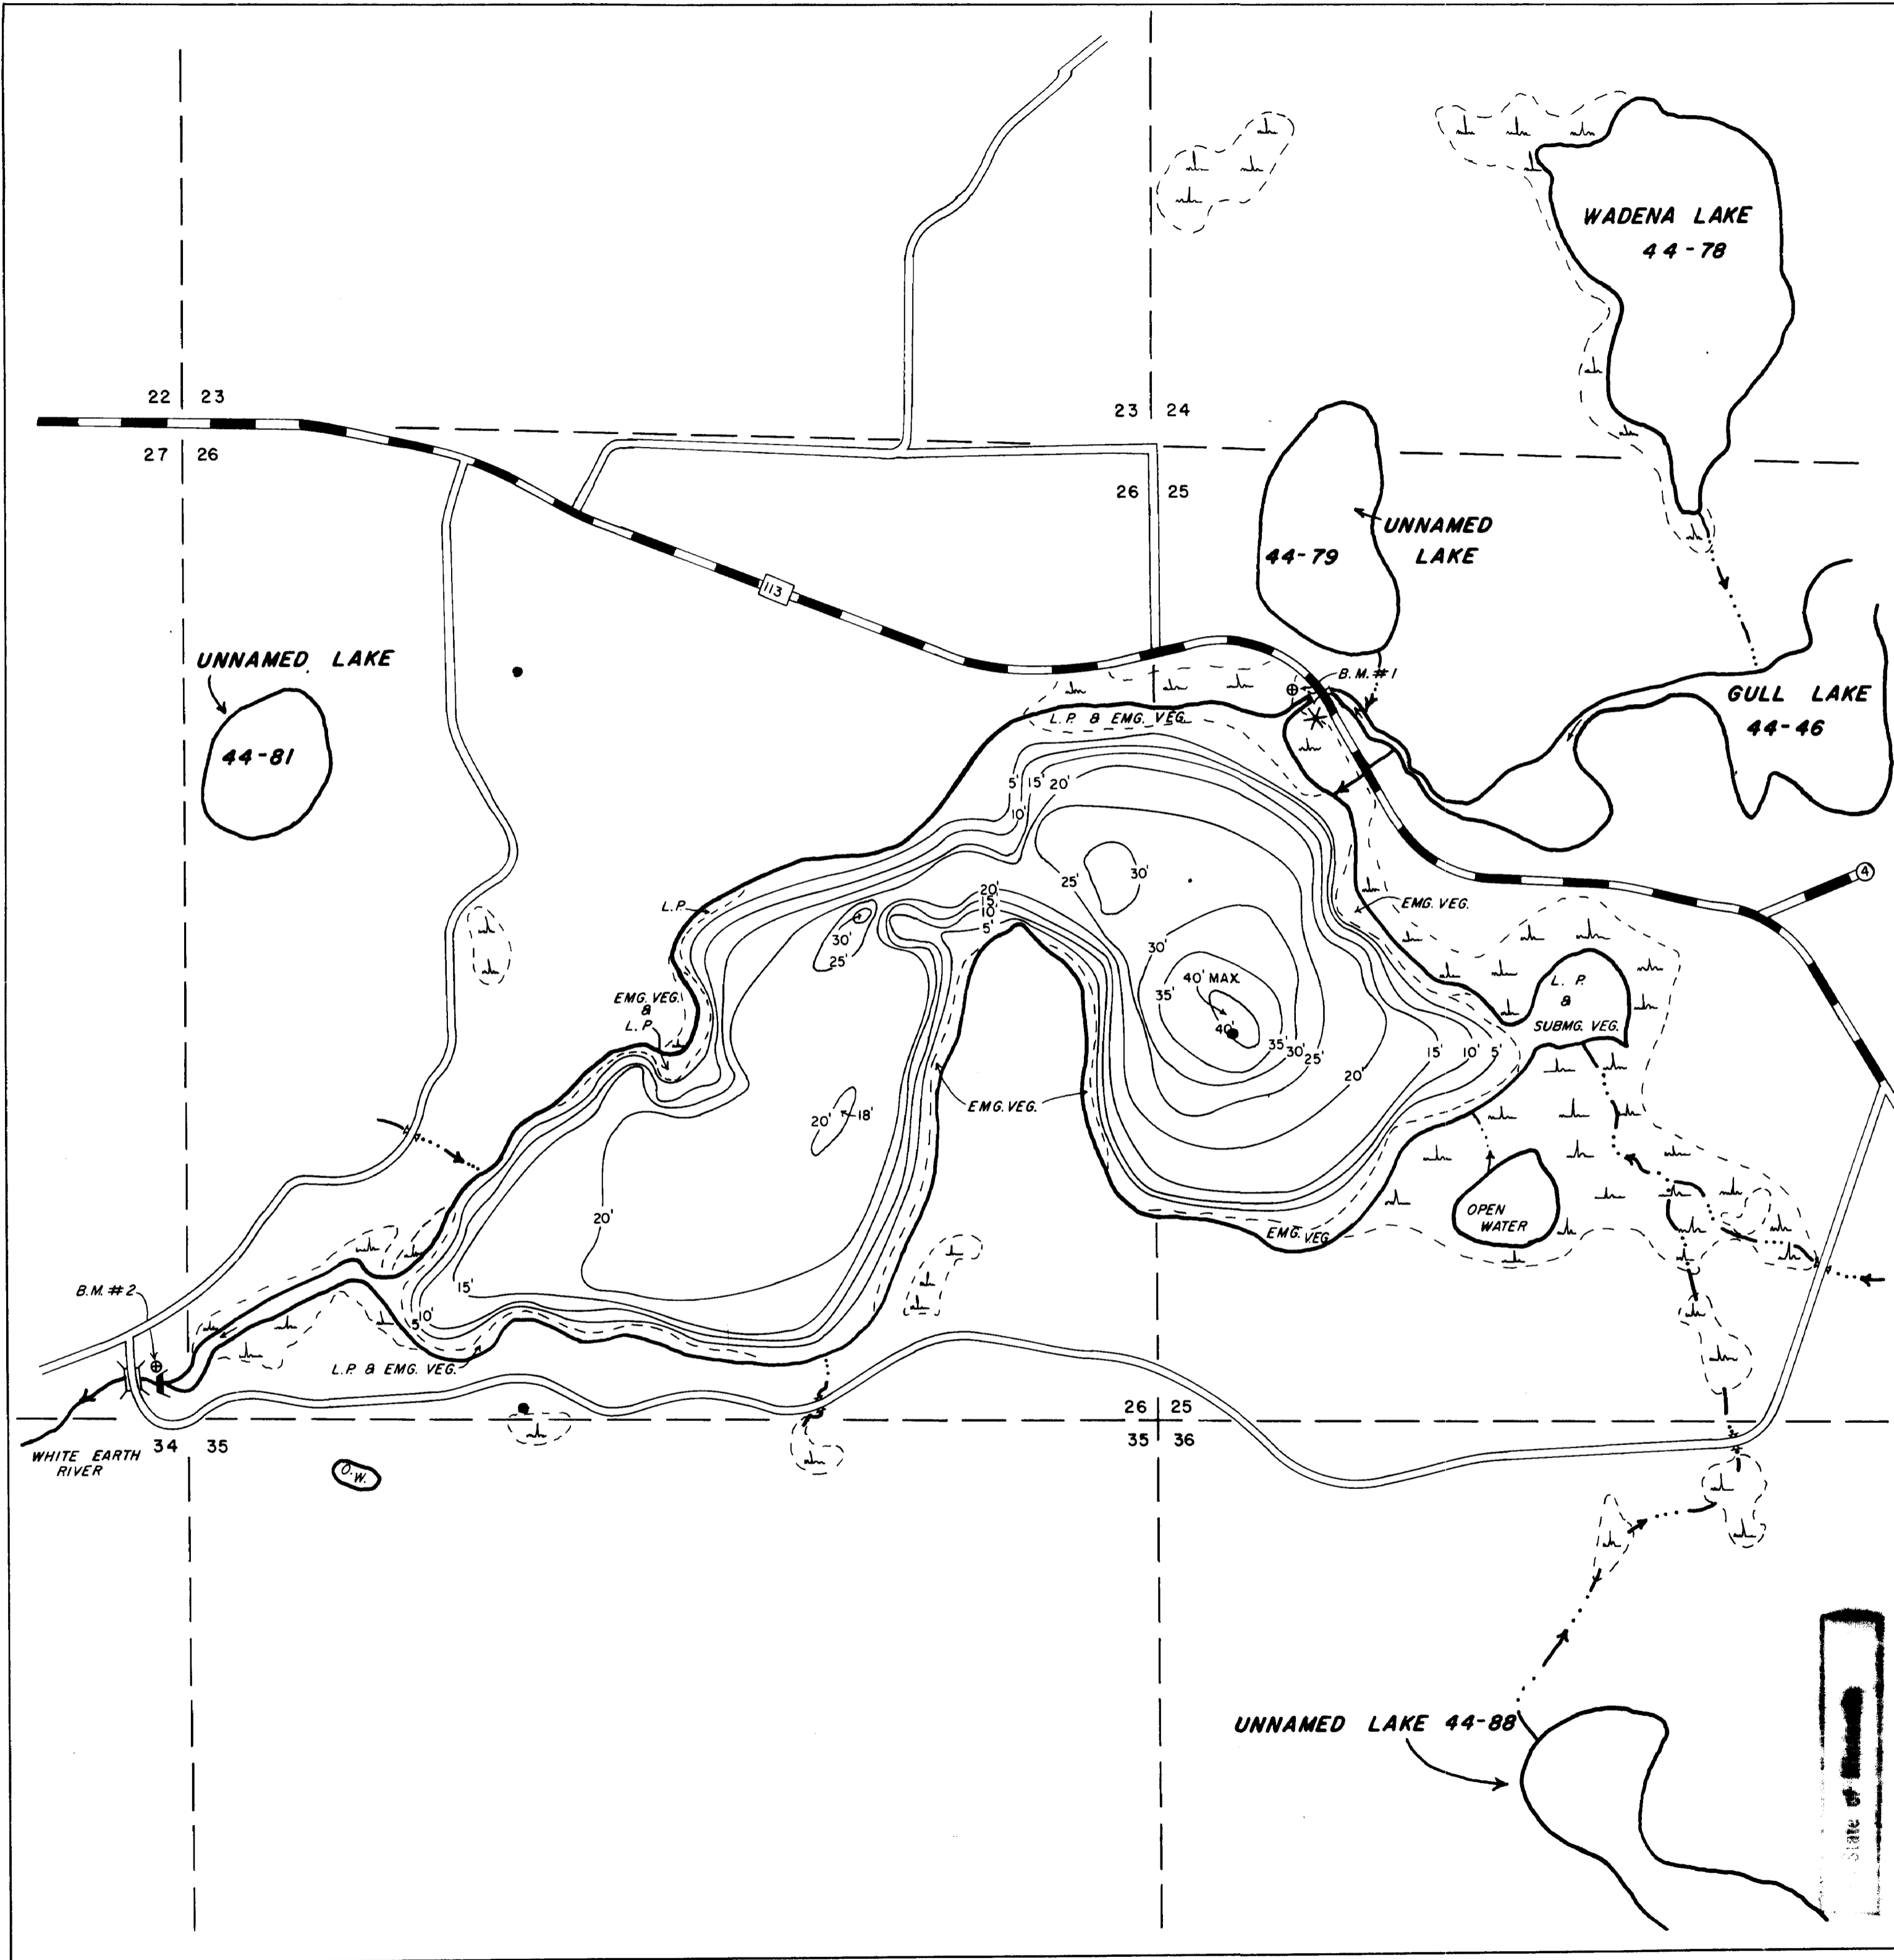 WADENA LAKE
44-78
22 23
27 26
23 24
26 25
UNNAMED
LAKE
44-79
113
UNNAMED LAKE
44-81
B.M. #1
GULL LAKE
44-46
L.P. & EMG. VEG.
5' 15' 20'
10'
4
30'
25'
L.P.
20'
15'
10'
5'
EMG. VEG.
30'
25'
30'
40' MAX.
35'
40'
L. P.
&
SUBMG. VEG.
EMG. VEG.
&
L.P.
35' 30' 25'
15' 10' 5'
20'
20' 18'
EMG. VEG.
20'
OPEN
WATER
EMG. VEG.
15'
10'
5'
B.M. #2
L.P. & EMG. VEG.
26 25
35 36
34 35
WHITE EARTH
RIVER
O.W.
UNNAMED LAKE 44-88
State of